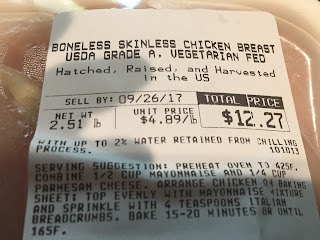 BONELESS SKINLESS CHICKEN BREAST
USDA GRADE A, VEGETARIAN FED
Hatched, Raised, and Harvested
in the US
SELL BY: 09/26/17
NET WT
2.51 lb
UNIT PRICE
$4.89/lb
TOTAL PRICE
$12.27
WITH UP TO 2% WATER RETAINED FROM CHILLING
PROCESS.
101013
SERVING SUGGESTION: PREHEAT OVEN TO 425F.
COMBINE 1/2 CUP MAYONNAISE AND 1/4 CUP
PARMESAN CHEESE. ARRANGE CHICKEN ON BAKING
SHEET: TOP EVENLY WITH MAYONNAISE MIXTURE
AND SPRINKLE WITH 4 TEASPOONS ITALIAN
BREADCRUMBS. BAKE 15-20 MINUTES OR UNTIL
165F.